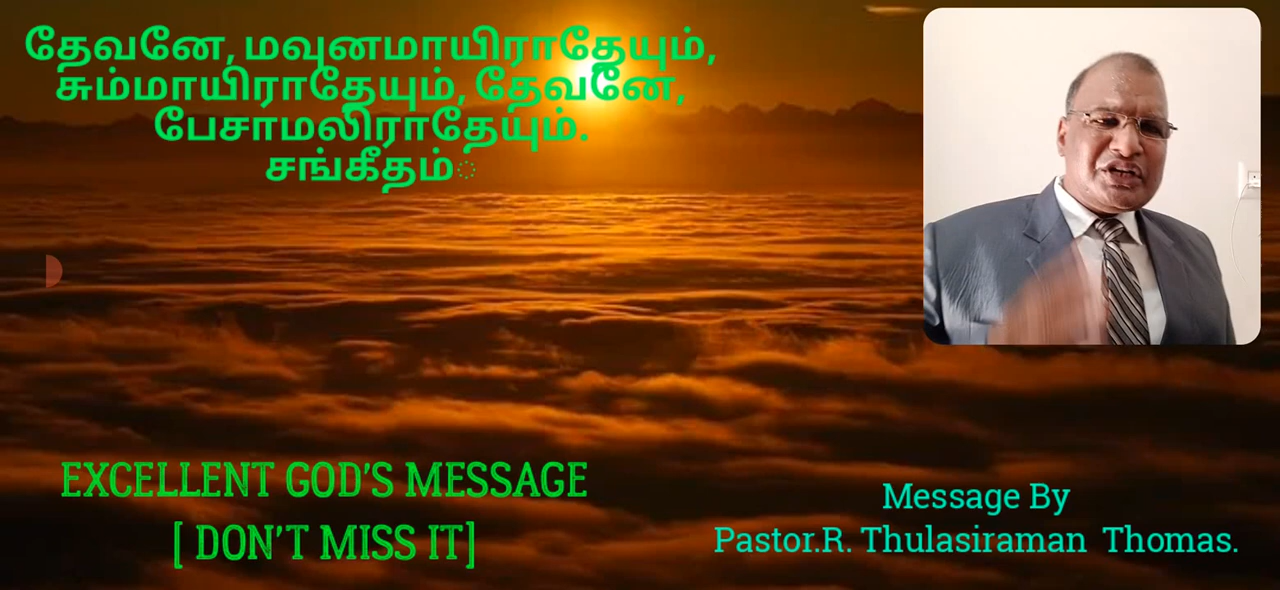 தேவனே, மவுனமாயிராதேயும்,
சும்மாயிராதேயும், தேவனே,
பேசாமலிராதேயும்.
சங்கீதம்
EXCELLENT GOD'S MESSAGE
[ DON'T MISS IT]
Message By
Pastor.R. Thulasiraman Thomas.